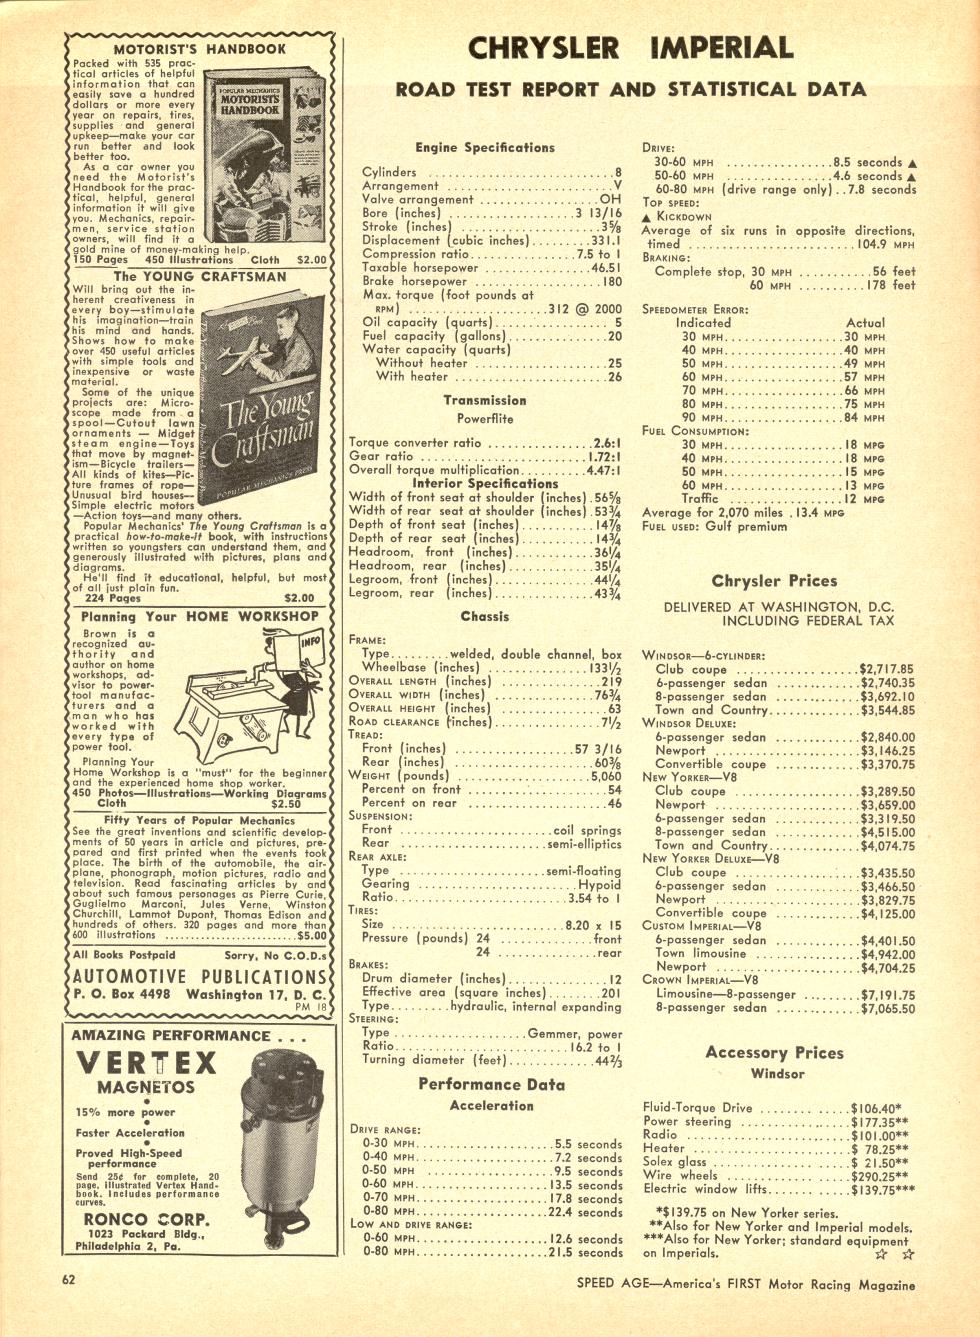 MOTORIST'S HANDBOOK
Packed with 535 prac-
tical articles of helpful
information that can
easily save a hundred
dollars or more every
year on repairs, tires,
supplies and general
upkeep—make your car
run better and look
better too.
As a car owner you
need the Motorist's
Handbook for the prac-
tical, helpful, general
information it will give
you. Mechanics, repair-
men, service station
owners, will find it a
gold mine of money-making help.
150 Pages 450 Illustrations Cloth $2.00
POPULAR MECHANICS
MOTORISTS
HANDBOOK
The YOUNG CRAFTSMAN
Will bring out the in-
herent creativeness in
every boy—stimulate
his imagination—train
his mind and hands.
Shows how to make
over 450 useful articles
with simple tools and
inexpensive or waste
material.
Some of the unique
projects are: Micro-
scope made from a
spool—Cutout lawn
ornaments — Midget
steam engine—Toys
that move by magnet-
ism—Bicycle trailers—
All kinds of kites—Pic-
ture frames of rope—
Unusual bird houses—
Simple electric motors
—Action toys—and many others.
The Young
Craftsman
POPULAR MECHANICS PRESS
Popular Mechanics' The Young Craftsman is a
practical how-to-make-it book, with instructions
written so youngsters can understand them, and
generously illustrated with pictures, plans and
diagrams.
He'll find it educational, helpful, but most
of all just plain fun.
224 Pages $2.00
Planning Your HOME WORKSHOP
Brown is a
recognized au-
thority and
author on home
workshops, ad-
visor to power-
tool manufac-
turers and a
man who has
worked with
every type of
power tool.
INFO
Planning Your
Home Workshop is a "must" for the beginner
and the experienced home shop worker.
450 Photos—Illustrations—Working Diagrams
Cloth $2.50
Fifty Years of Popular Mechanics
See the great inventions and scientific develop-
ments of 50 years in article and pictures, pre-
pared and first printed when the events took
place. The birth of the automobile, the air-
plane, phonograph, motion pictures, radio and
television. Read fascinating articles by and
about such famous personages as Pierre Curie,
Guglielmo Marconi, Jules Verne, Winston
Churchill, Lammot Dupont, Thomas Edison and
hundreds of others. 320 pages and more than
600 illustrations ........................$5.00
All Books Postpaid Sorry, No C.O.D.s
AUTOMOTIVE PUBLICATIONS
P. O. Box 4498 Washington 17, D. C.
PM 18
AMAZING PERFORMANCE . . .
VERTEX
MAGNETOS
•
15% more power
•
Faster Acceleration
•
Proved High-Speed
performance
Send 25¢ for complete, 20
page, illustrated Vertex Hand-
book. Includes performance
curves.
RONCO CORP.
1023 Packard Bldg.,
Philadelphia 2, Pa.
CHRYSLER IMPERIAL
ROAD TEST REPORT AND STATISTICAL DATA
Engine Specifications
Cylinders ........................8
Arrangement ....................V
Valve arrangement ...............OH
Bore (inches) ................3 13/16
Stroke (inches) ..................3⅝
Displacement (cubic inches)........331.1
Compression ratio..............7.5 to 1
Taxable horsepower .............46.51
Brake horsepower ................180
Max. torque (foot pounds at
RPM) ..................312 @ 2000
Oil capacity (quarts)...............5
Fuel capacity (gallons).............20
Water capacity (quarts)
Without heater ................25
With heater ..................26
Transmission
Powerflite
Torque converter ratio .............2.6:1
Gear ratio .....................1.72:1
Overall torque multiplication........4.47:1
Interior Specifications
Width of front seat at shoulder (inches).56⅝
Width of rear seat at shoulder (inches).53¾
Depth of front seat (inches).........14⅞
Depth of rear seat (inches)..........14¾
Headroom, front (inches)...........36¼
Headroom, rear (inches)............35¼
Legroom, front (inches).............44¼
Legroom, rear (inches).............43¾
Chassis
FRAME:
Type.........welded, double channel, box
Wheelbase (inches) ..............133½
OVERALL LENGTH (inches) .............219
OVERALL WIDTH (inches) .............76¾
OVERALL HEIGHT (inches) .............63
ROAD CLEARANCE (inches)..............7½
TREAD:
Front (inches) ................57 3/16
Rear (inches) ..................60⅜
WEIGHT (pounds) .................5,060
Percent on front ..................54
Percent on rear ..................46
SUSPENSION:
Front ....................coil springs
Rear ....................semi-elliptics
REAR AXLE:
Type ....................semi-floating
Gearing .....................Hypoid
Ratio......................3.54 to 1
TIRES:
Size ......................8.20 x 15
Pressure (pounds) 24 .............front
24 ..............rear
BRAKES:
Drum diameter (inches)..............12
Effective area (square inches)........201
Type.........hydraulic, internal expanding
STEERING:
Type ..................Gemmer, power
Ratio......................16.2 to 1
Turning diameter (feet)............44⅔
Performance Data
Acceleration
DRIVE RANGE:
0-30 MPH..................5.5 seconds
0-40 MPH..................7.2 seconds
0-50 MPH ..................9.5 seconds
0-60 MPH.................13.5 seconds
0-70 MPH.................17.8 seconds
0-80 MPH.................22.4 seconds
LOW AND DRIVE RANGE:
0-60 MPH.................12.6 seconds
0-80 MPH.................21.5 seconds
DRIVE:
30-60 MPH ..............8.5 seconds ▲
50-60 MPH ..............4.6 seconds ▲
60-80 MPH (drive range only)..7.8 seconds
TOP SPEED:
▲ KICKDOWN
Average of six runs in opposite directions,
timed ....................104.9 MPH
BRAKING:
Complete stop, 30 MPH ..........56 feet
60 MPH .........178 feet
SPEEDOMETER ERROR:
Indicated Actual
30 MPH...............30 MPH
40 MPH...............40 MPH
50 MPH...............49 MPH
60 MPH...............57 MPH
70 MPH...............66 MPH
80 MPH...............75 MPH
90 MPH...............84 MPH
FUEL CONSUMPTION:
30 MPH...............18 MPG
40 MPH...............18 MPG
50 MPH...............15 MPG
60 MPH...............13 MPG
Traffic ...............12 MPG
Average for 2,070 miles .13.4 MPG
FUEL USED: Gulf premium
Chrysler Prices
DELIVERED AT WASHINGTON, D.C.
INCLUDING FEDERAL TAX
WINDSOR—6-CYLINDER:
Club coupe ..................$2,717.85
6-passenger sedan ............$2,740.35
8-passenger sedan ............$3,692.10
Town and Country.............$3,544.85
WINDSOR DELUXE:
6-passenger sedan ............$2,840.00
Newport ....................$3,146.25
Convertible coupe .............$3,370.75
NEW YORKER—V8
Club coupe ..................$3,289.50
Newport ....................$3,659.00
6-passenger sedan ............$3,319.50
8-passenger sedan ............$4,515.00
Town and Country.............$4,074.75
NEW YORKER DELUXE—V8
Club coupe ..................$3,435.50
6-passenger sedan ............$3,466.50
Newport ....................$3,829.75
Convertible coupe .............$4,125.00
CUSTOM IMPERIAL—V8
6-passenger sedan ............$4,401.50
Town limousine ..............$4,942.00
Newport ....................$4,704.25
CROWN IMPERIAL—V8
Limousine—8-passenger ........$7,191.75
8-passenger sedan ............$7,065.50
Accessory Prices
Windsor
Fluid-Torque Drive .............$106.40*
Power steering ................$177.35**
Radio .......................$101.00**
Heater ......................$ 78.25**
Solex glass ...................$ 21.50**
Wire wheels ..................$290.25**
Electric window lifts............$139.75***
*$139.75 on New Yorker series.
**Also for New Yorker and Imperial models.
***Also for New Yorker; standard equipment
on Imperials. ☆ ☆
62
SPEED AGE—America's FIRST Motor Racing Magazine